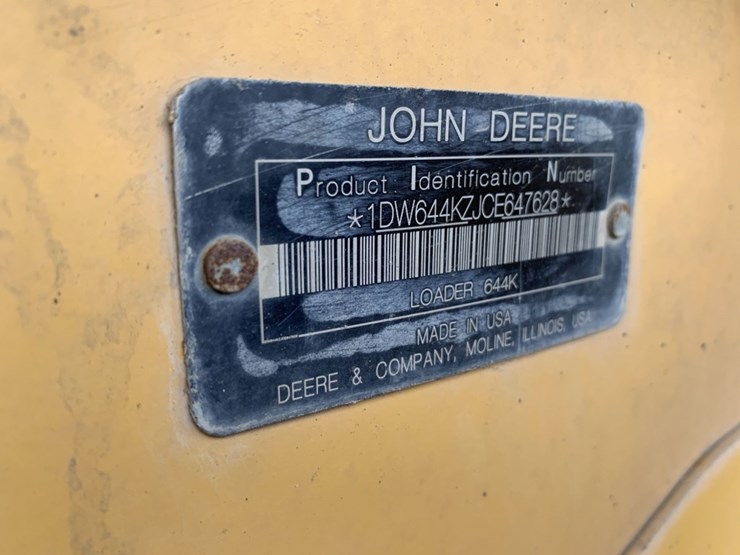 JOHN DEERE
Product Identification Number
*1DW644KZJCE647628*
LOADER 644K
MADE IN USA
DEERE & COMPANY, MOLINE, ILLINOIS, USA